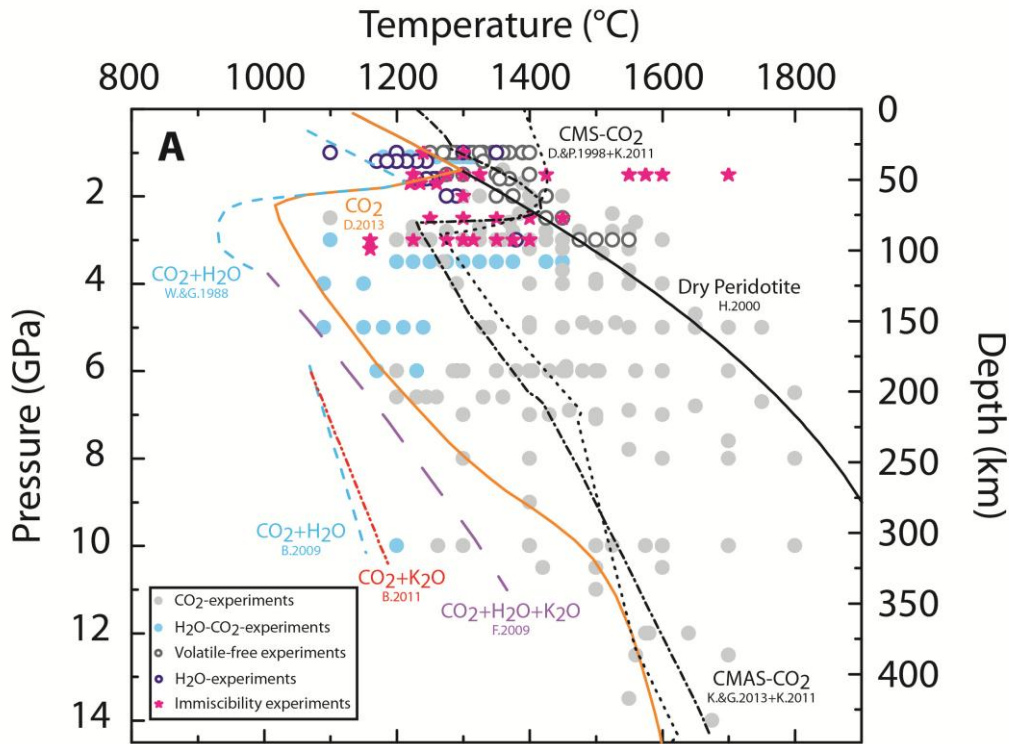 Temperature (°C)
800 1000 1200 1400 1600 1800
A
Pressure (GPa)
2
4
6
8
10
12
14
Depth (km)
0
50
100
150
200
250
300
350
400
CMS-CO2
D.&P.1998+K.2011
CO2
D.2013
CO2+H2O
W.&G.1988
Dry Peridotite
H.2000
CO2+H2O
B.2009
CO2+K2O
B.2011
CO2+H2O+K2O
F.2009
CMAS-CO2
K.&G.2013+K.2011
CO2-experiments
H2O-CO2-experiments
Volatile-free experiments
H2O-experiments
Immiscibility experiments